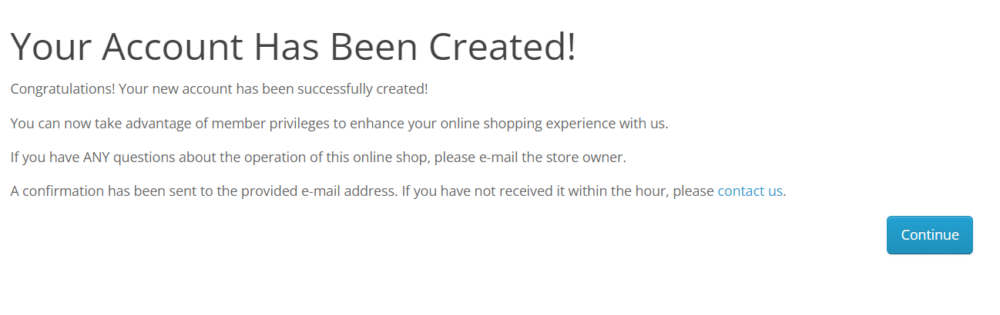 Your Account Has Been Created!
Congratulations! Your new account has been successfully created!
You can now take advantage of member privileges to enhance your online shopping experience with us.
If you have ANY questions about the operation of this online shop, please e-mail the store owner.
A confirmation has been sent to the provided e-mail address. If you have not received it within the hour, please contact us.
Continue